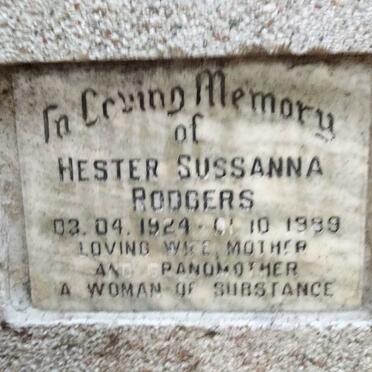 In Loving Memory
of
HESTER SUSSANNA
RODGERS
03. 04. 1924 - 01 10 1989
LOVING WIFE, MOTHER
AND GRANDMOTHER
A WOMAN OF SUBSTANCE